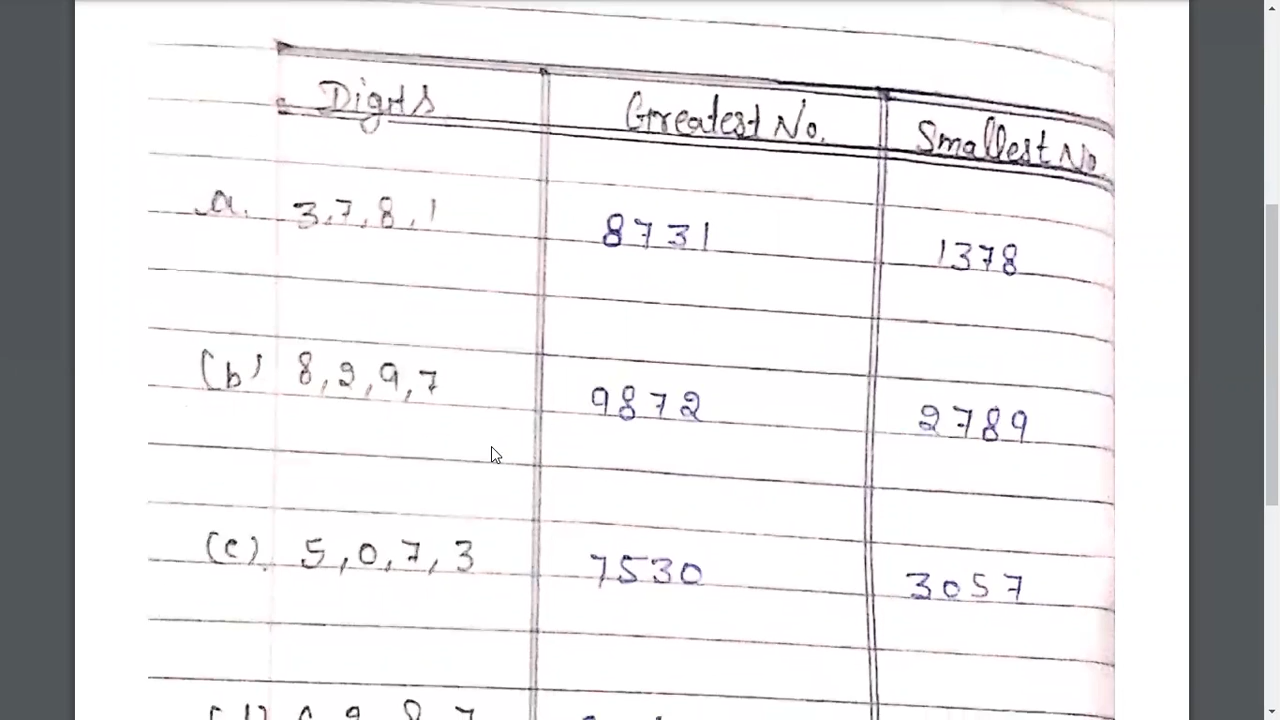 Digits Greatest No. Smallest No.
a. 3,7,8,1 8731 1378
(b) 8,2,9,7 9872 2789
(c) 5,0,7,3 7530 3057